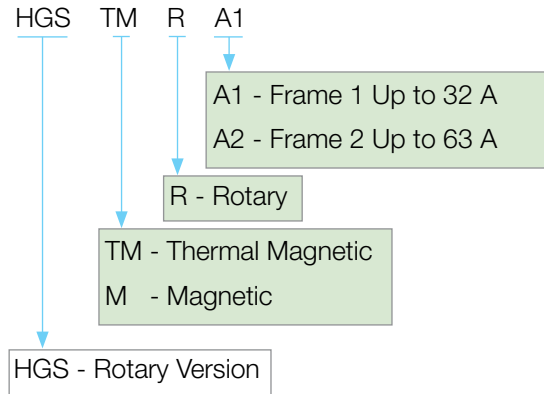 HGS TM R A1
A1 - Frame 1 Up to 32 A
A2 - Frame 2 Up to 63 A
R - Rotary
TM - Thermal Magnetic
M - Magnetic
HGS - Rotary Version